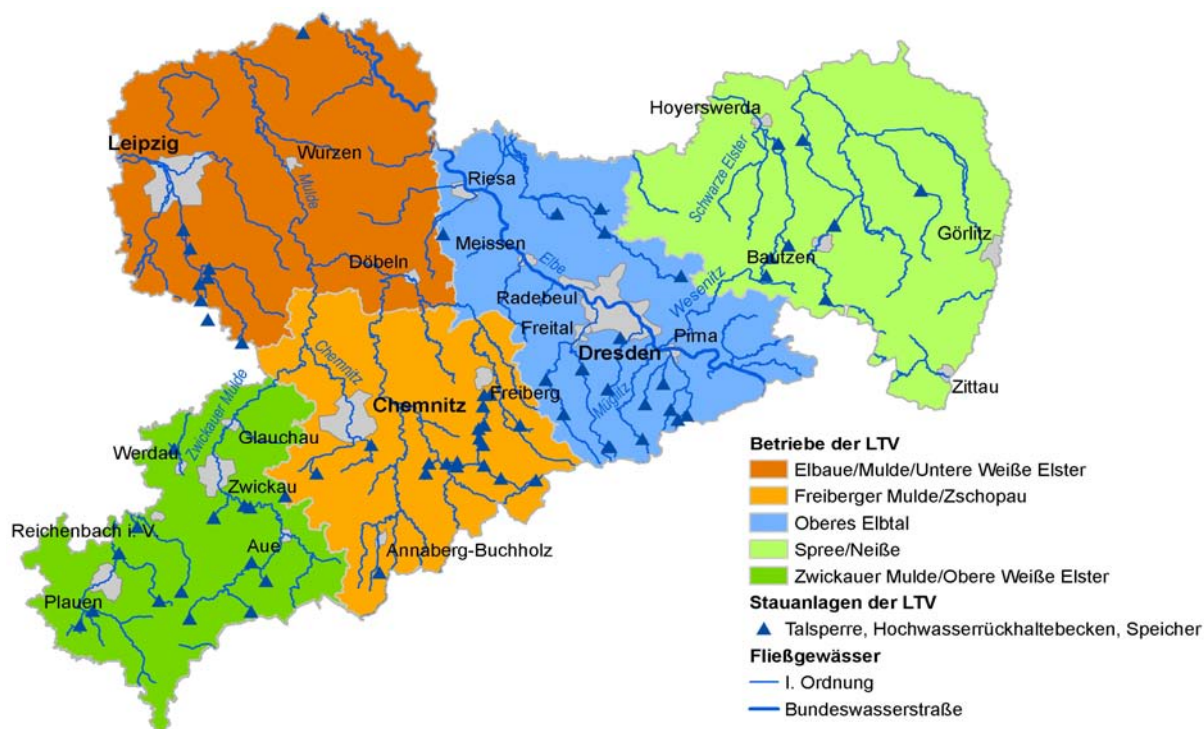 Hoyerswerda
Leipzig
Wurzen
Mulde
Riesa
Schwarze Elster
Görlitz
Meissen
Bautzen
Döbeln
Elbe
Wesenitz
Radebeul
Freital
Pirna
Dresden
Müglitz
Zittau
Chemnitz
Freiberg
Chemnitz
Zwickauer Mulde
Glauchau
Werdau
Zwickau
Reichenbach i. V.
Aue
Annaberg-Buchholz
Plauen
Betriebe der LTV
Elbaue/Mulde/Untere Weiße Elster
Freiberger Mulde/Zschopau
Oberes Elbtal
Spree/Neiße
Zwickauer Mulde/Obere Weiße Elster
Stauanlagen der LTV
Talsperre, Hochwasserrückhaltebecken, Speicher
Fließgewässer
I. Ordnung
Bundeswasserstraße